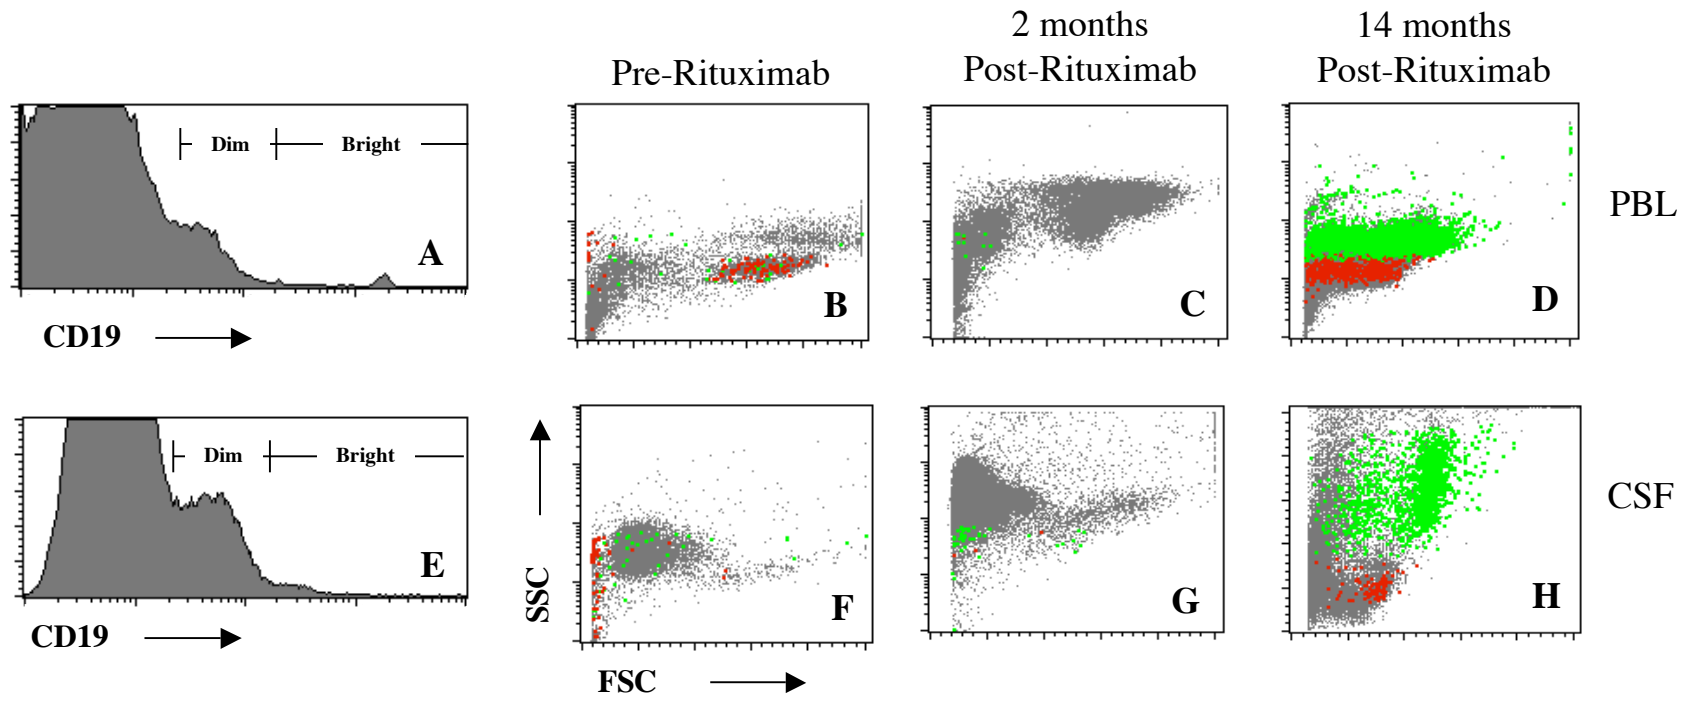 Pre-Rituximab
2 months
Post-Rituximab
14 months
Post-Rituximab
Dim
Bright
A
B
C
D
PBL
CD19
Dim
Bright
E
F
G
H
CSF
SSC
CD19
FSC